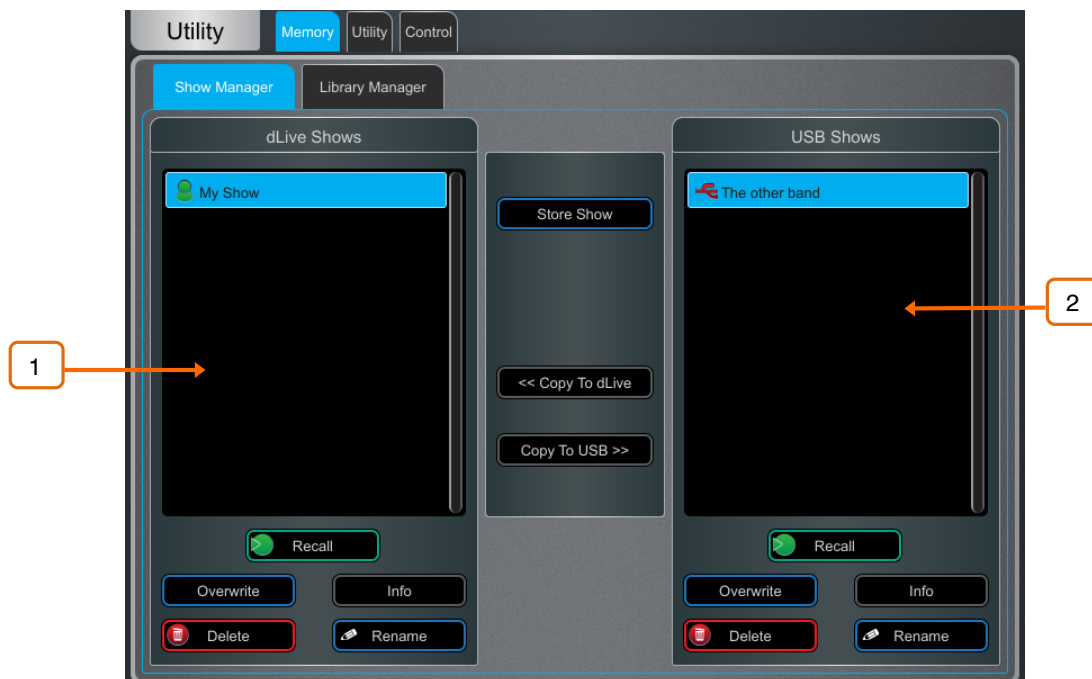 Utility
Memory
Utility
Control
Show Manager
Library Manager
dLive Shows
My Show
Recall
Overwrite
Info
Delete
Rename
Store Show
<< Copy To dLive
Copy To USB >>
USB Shows
The other band
Recall
Overwrite
Info
Delete
Rename
1
2